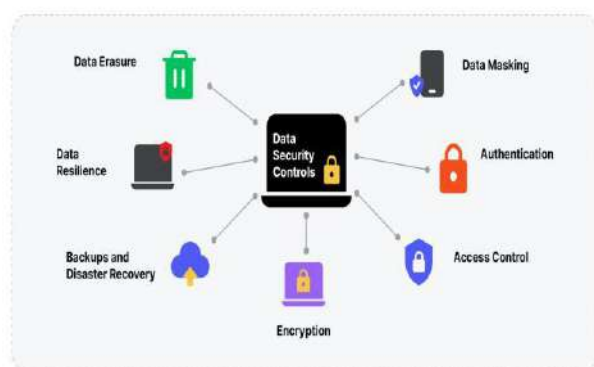 Data Erasure
Data Masking
Data
Security
Controls
Data
Resilience
Authentication
Backups and
Disaster Recovery
Access Control
Encryption